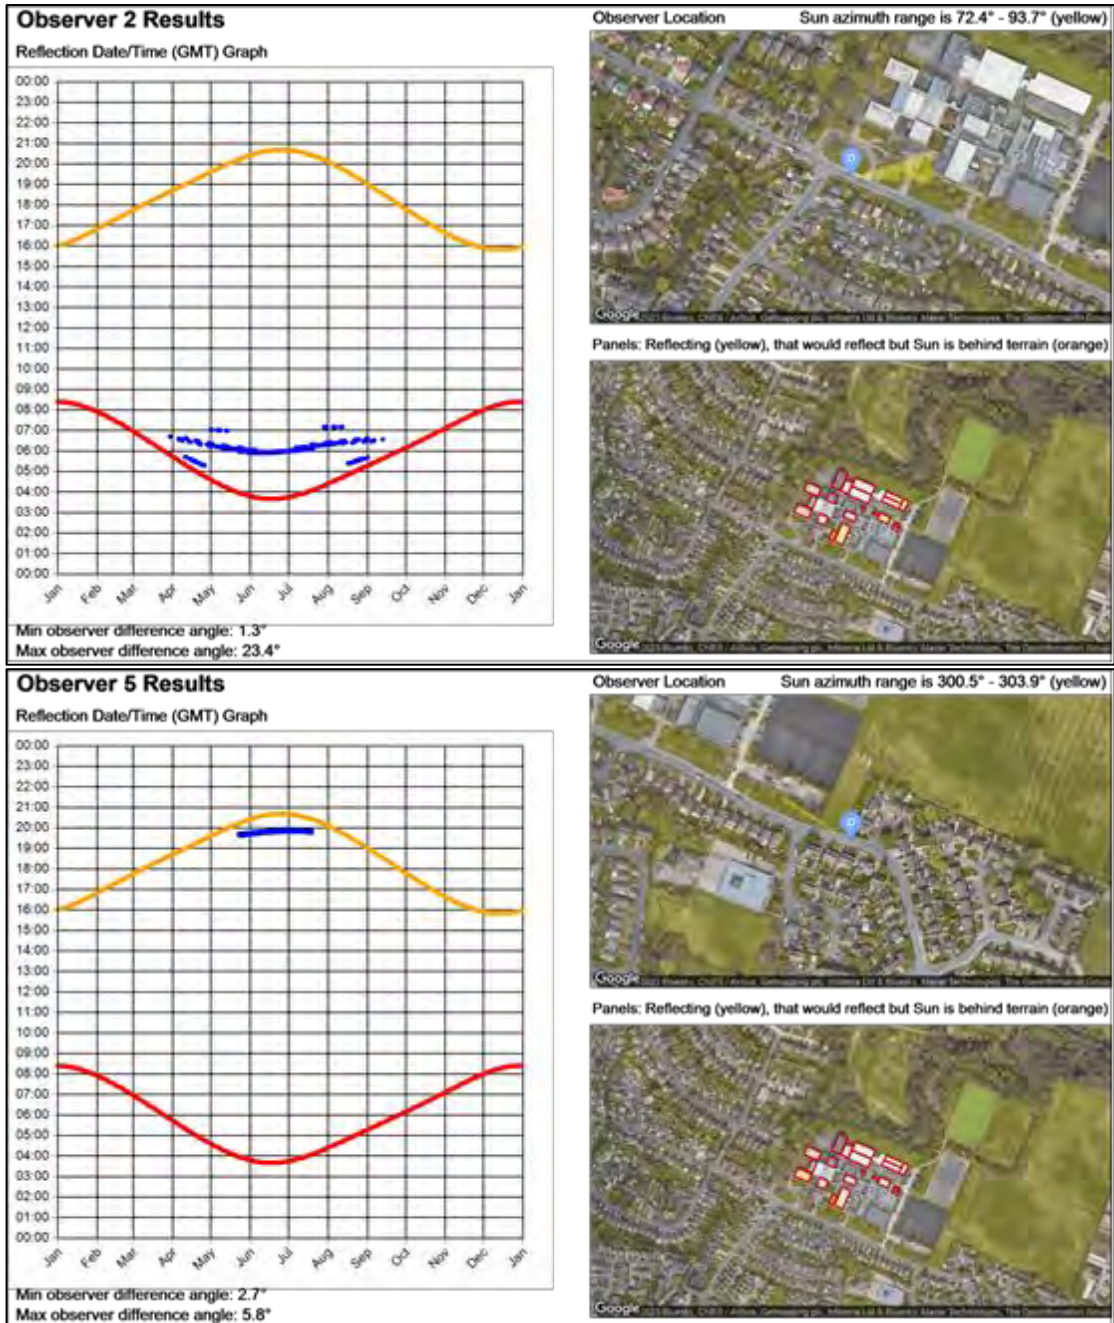 Observer 2 Results
Reflection Date/Time (GMT) Graph
00:00
23:00
22:00
21:00
20:00
19:00
18:00
17:00
16:00
15:00
14:00
13:00
12:00
11:00
10:00
09:00
08:00
07:00
06:00
05:00
04:00
03:00
02:00
01:00
00:00
Jan Feb Mar Apr May Jun Jul Aug Sep Oct Nov Dec Jan
Min observer difference angle: 1.3°
Max observer difference angle: 23.4°
Observer Location Sun azimuth range is 72.4° - 93.7° (yellow)
Google
Panels: Reflecting (yellow), that would reflect but Sun is behind terrain (orange)
Google
Observer 5 Results
Reflection Date/Time (GMT) Graph
00:00
23:00
22:00
21:00
20:00
19:00
18:00
17:00
16:00
15:00
14:00
13:00
12:00
11:00
10:00
09:00
08:00
07:00
06:00
05:00
04:00
03:00
02:00
01:00
00:00
Jan Feb Mar Apr May Jun Jul Aug Sep Oct Nov Dec Jan
Min observer difference angle: 2.7°
Max observer difference angle: 5.8°
Observer Location Sun azimuth range is 300.5° - 303.9° (yellow)
Google
Panels: Reflecting (yellow), that would reflect but Sun is behind terrain (orange)
Google